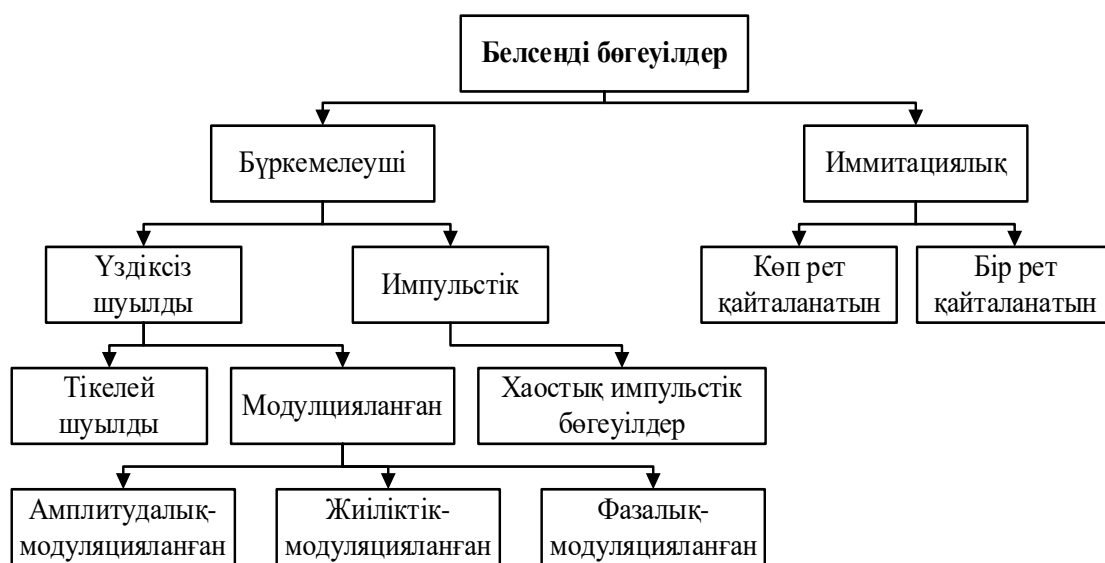 Белсенді бөгеуілдер
Бүркемелеуші
Иммитациялық
Үздіксіз
шуылды
Импульстік
Көп рет
қайталанатын
Бір рет
қайталанатын
Тікелей
шуылды
Модулцияланған
Хаостық импульстік
бөгеуілдер
Амплитудалық-
модуляцияланған
Жиіліктік-
модуляцияланған
Фазалық-
модуляцияланған